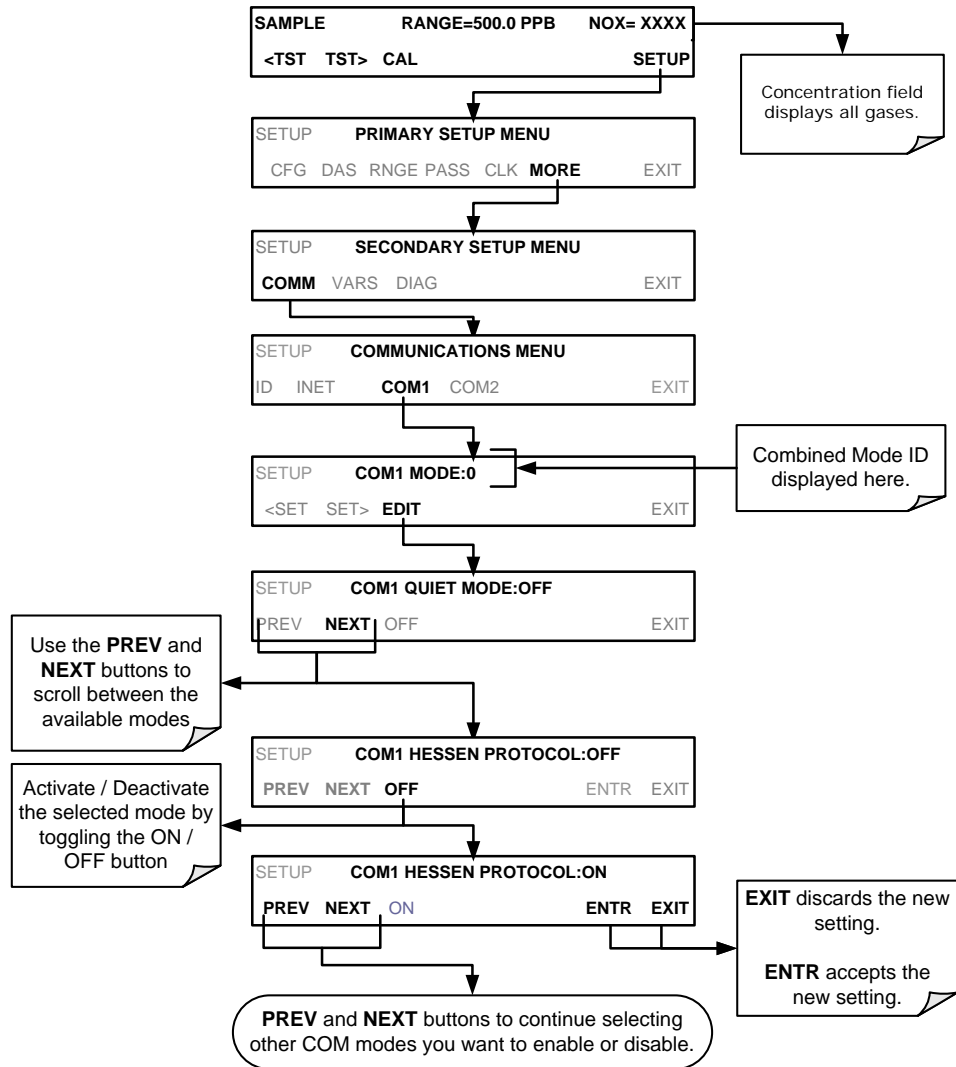 SAMPLE RANGE=500.0 PPB NOX= XXXX
<TST TST> CAL SETUP
Concentration field
displays all gases.
SETUP PRIMARY SETUP MENU
CFG DAS RNGE PASS CLK MORE EXIT
SETUP SECONDARY SETUP MENU
COMM VARS DIAG EXIT
SETUP COMMUNICATIONS MENU
ID INET COM1 COM2 EXIT
SETUP COM1 MODE:0
<SET SET> EDIT EXIT
Combined Mode ID
displayed here.
SETUP COM1 QUIET MODE:OFF
PREV NEXT OFF EXIT
Use the PREV and
NEXT buttons to
scroll between the
available modes
SETUP COM1 HESSEN PROTOCOL:OFF
PREV NEXT OFF ENTR EXIT
Activate / Deactivate
the selected mode by
toggling the ON /
OFF button
SETUP COM1 HESSEN PROTOCOL:ON
PREV NEXT ON ENTR EXIT
EXIT discards the new
setting.
ENTR accepts the
new setting.
PREV and NEXT buttons to continue selecting
other COM modes you want to enable or disable.